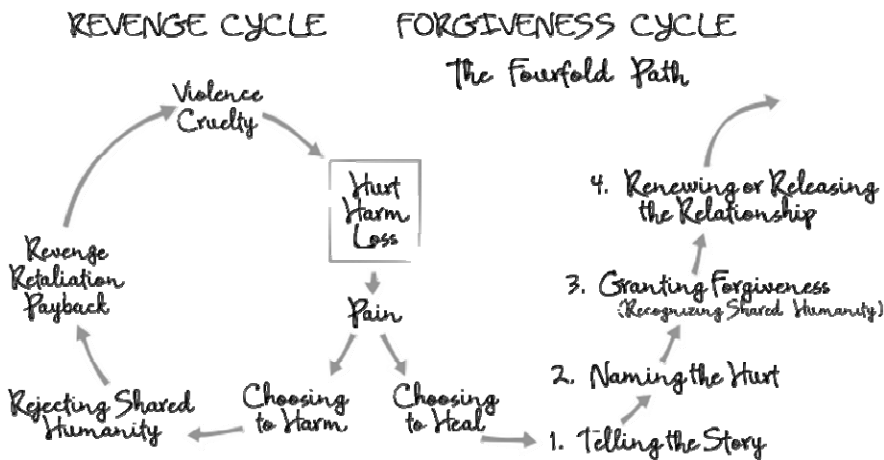 REVENGE CYCLE
FORGIVENESS CYCLE
The Fourfold Path
Violence
Cruelty
Hurt
Harm
Loss
Pain
Choosing
to Harm
Rejecting Shared
Humanity
Revenge
Retaliation
Payback
Choosing
to Heal
1. Telling the Story
2. Naming the Hurt
3. Granting Forgiveness
(Recognizing Shared Humanity)
4. Renewing or Releasing
the Relationship